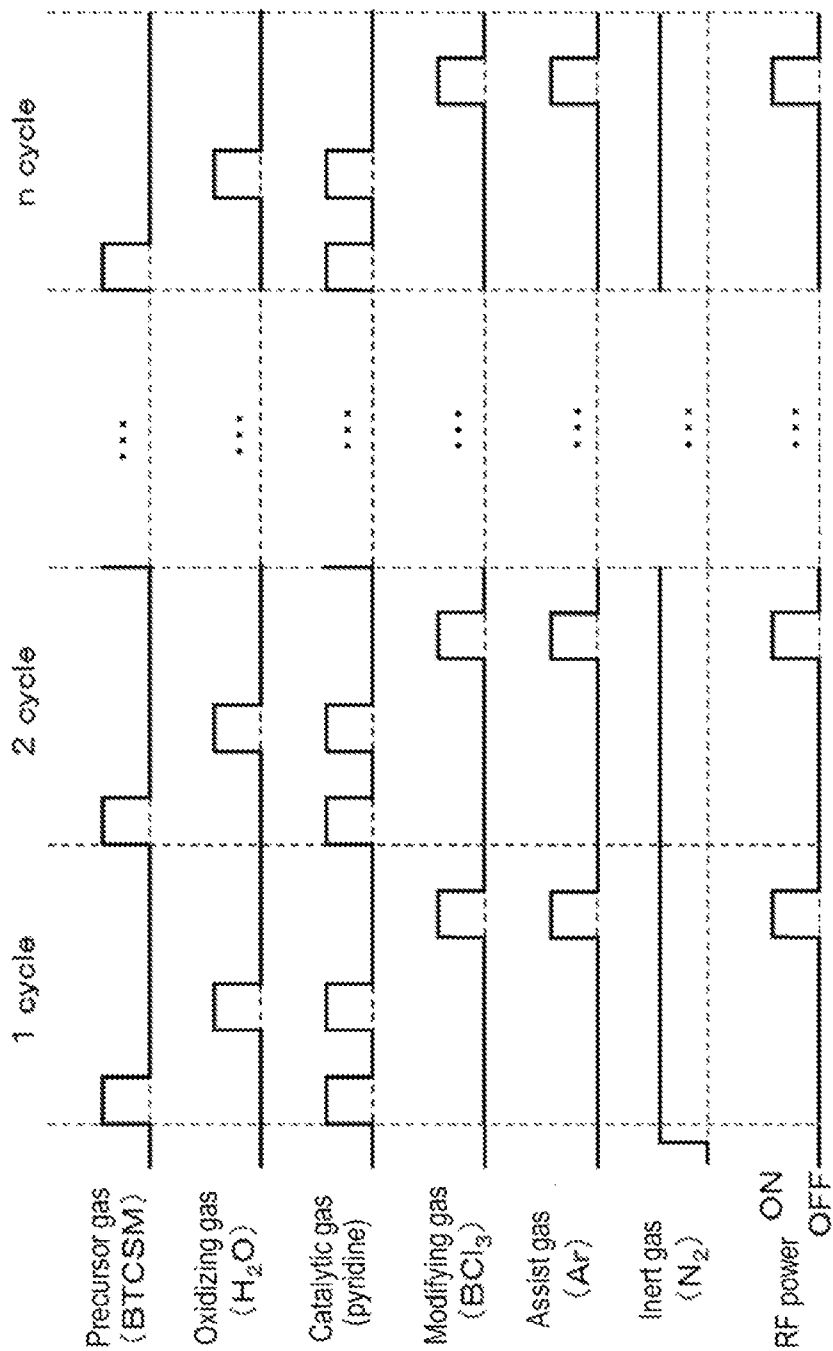 1 cycle
2 cycle
n cycle
Precursor gas
(BTCSM)
Oxidizing gas
(H₂O)
Catalytic gas
(pyridine)
Modifying gas
(BCl₃)
Assist gas
(Ar)
Inert gas
(N₂)
RF power
ON
OFF